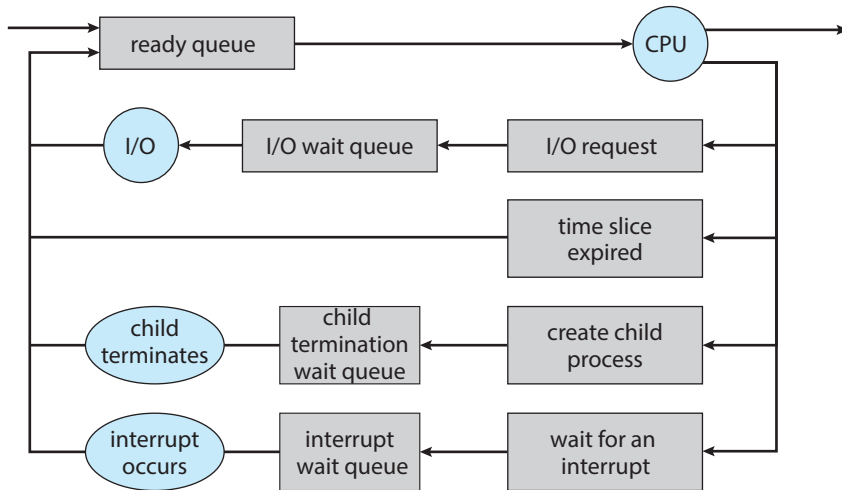 ready queue
CPU
I/O
I/O wait queue
I/O request
time slice
expired
child
terminates
child
termination
wait queue
create child
process
interrupt
occurs
interrupt
wait queue
wait for an
interrupt